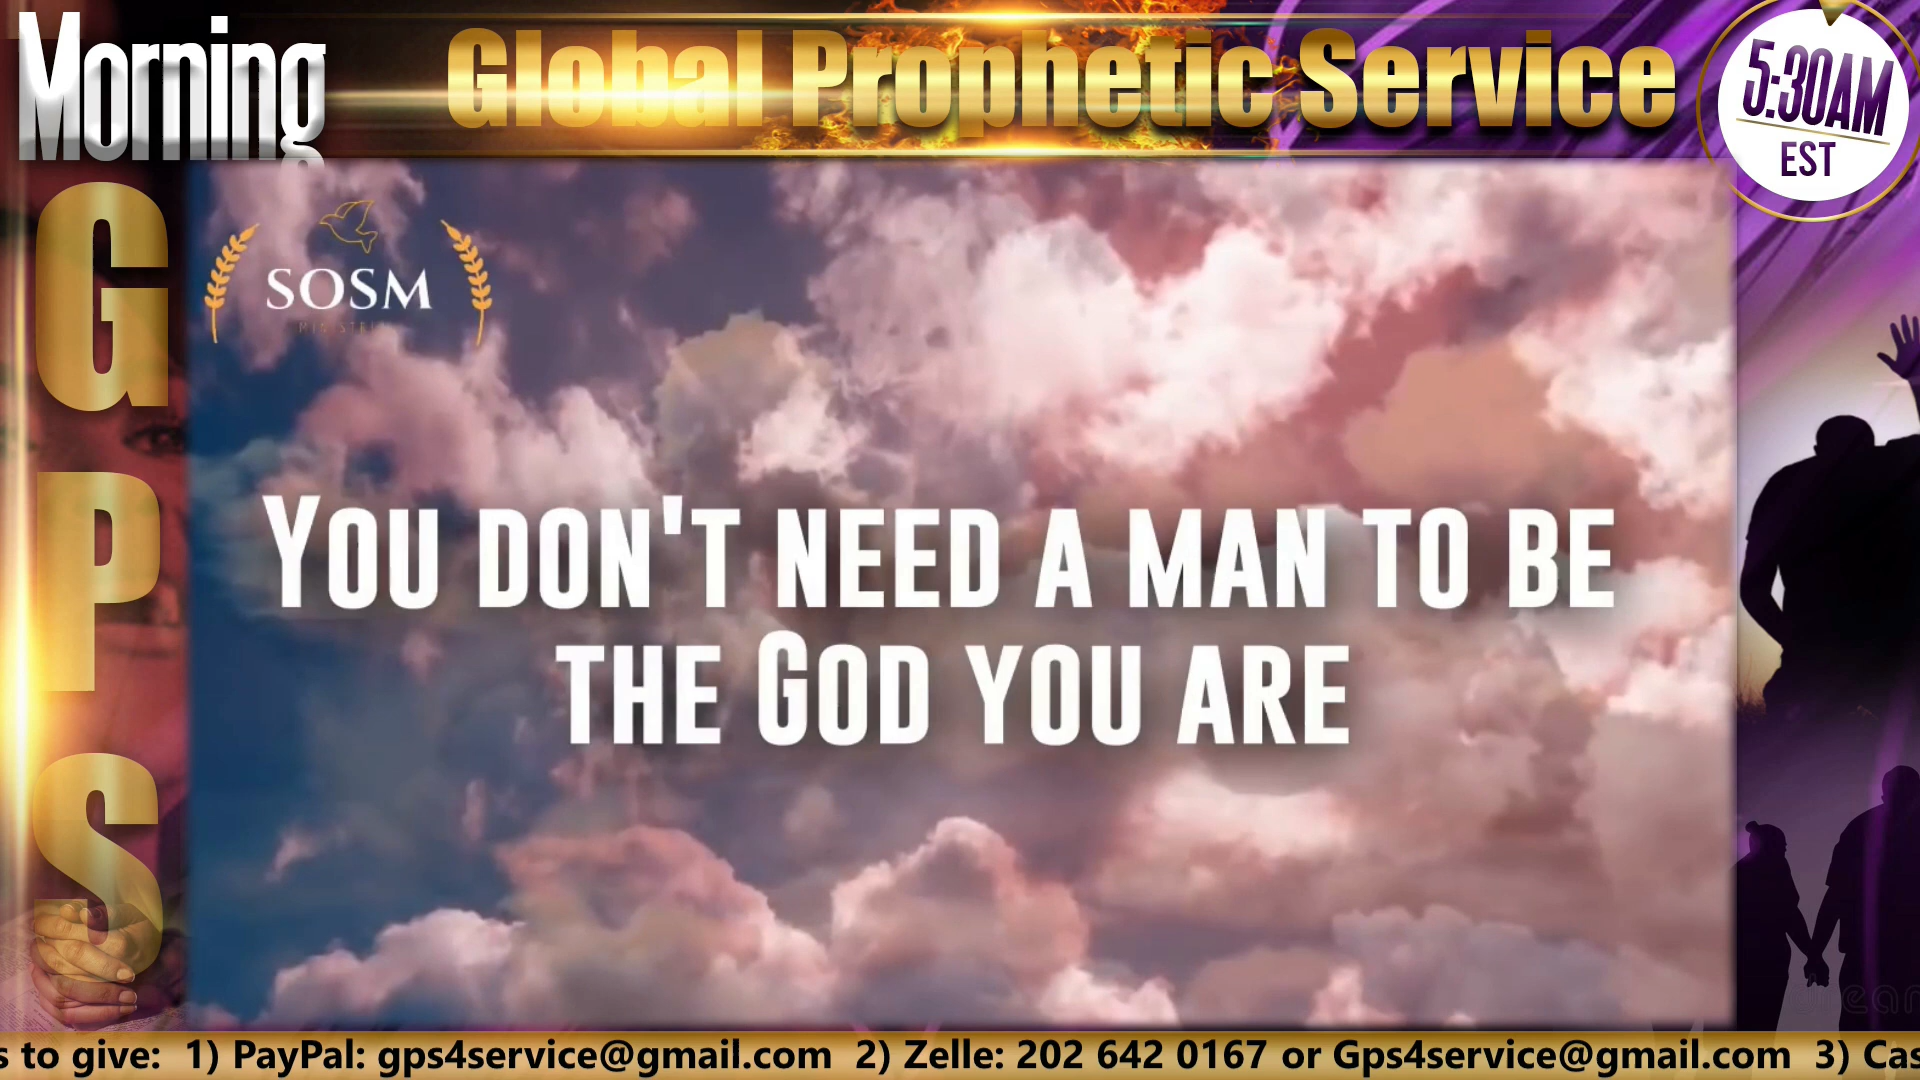 Morning
Global Prophetic Service
5:30AM
EST
G
P
S
SOSM
MINISTRIES
YOU DON'T NEED A MAN TO BE
THE GOD YOU ARE
s to give: 1) PayPal: gps4service@gmail.com 2) Zelle: 202 642 0167 or Gps4service@gmail.com 3) Cas